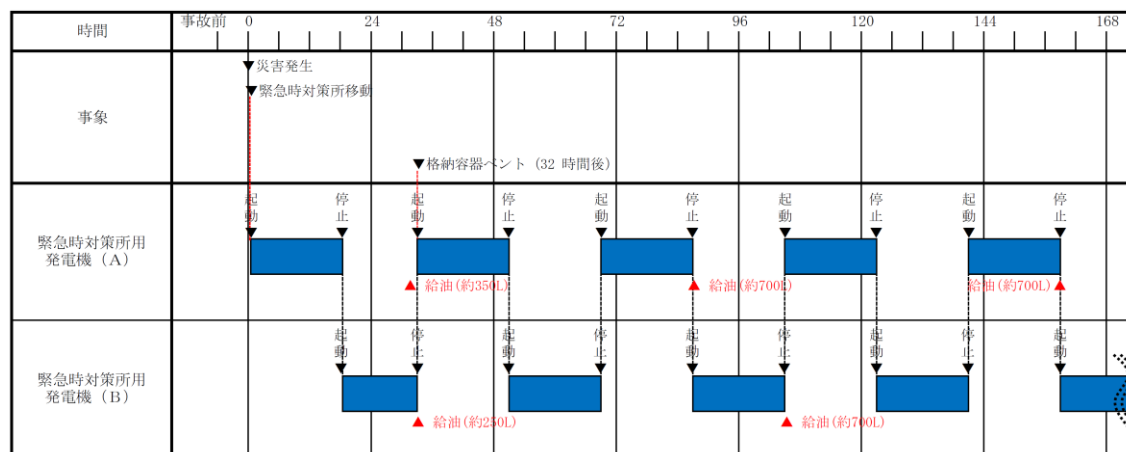 時間
事故前 0 24 48 72 96 120 144 168
事象
災害発生
緊急時対策所移動
格納容器ベント (32 時間後)
緊急時対策所用
発電機（A）
起動 停止 起動 停止 起動 停止 起動 停止 起動 停止
給油(約350L) 給油(約700L) 給油(約700L)
緊急時対策所用
発電機（B）
起動 停止 起動 停止 起動 停止 起動 停止 起動
給油(約250L) 給油(約700L)